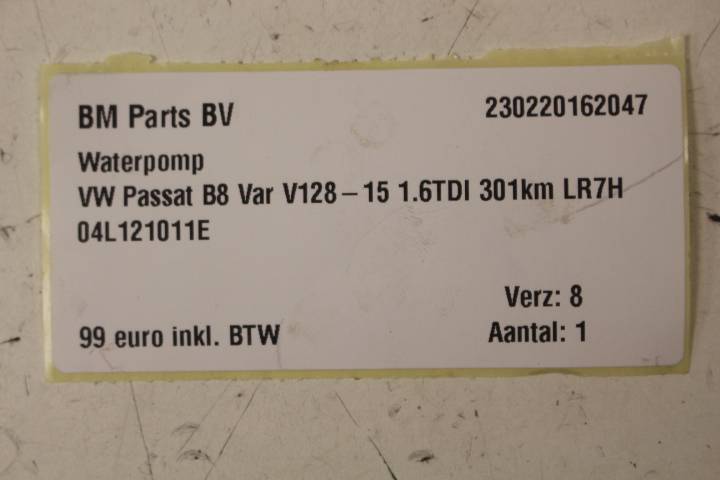 BM Parts BV 230220162047
Waterpomp
VW Passat B8 Var V128-15 1.6TDI 301km LR7H
04L121011E
Verz: 8
99 euro inkl. BTW Aantal: 1